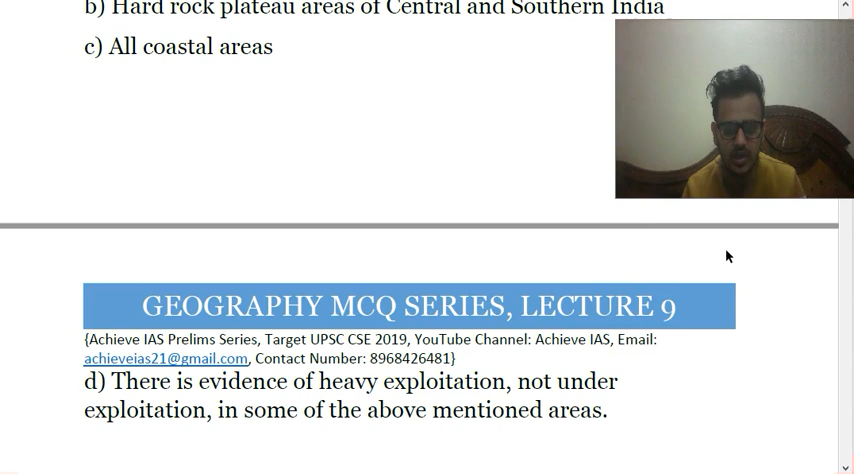 b) Hard rock plateau areas of Central and Southern India
c) All coastal areas
GEOGRAPHY MCQ SERIES, LECTURE 9
{Achieve IAS Prelims Series, Target UPSC CSE 2019, YouTube Channel: Achieve IAS, Email:
achieveias21@gmail.com, Contact Number: 8968426481}
d) There is evidence of heavy exploitation, not under
exploitation, in some of the above mentioned areas.